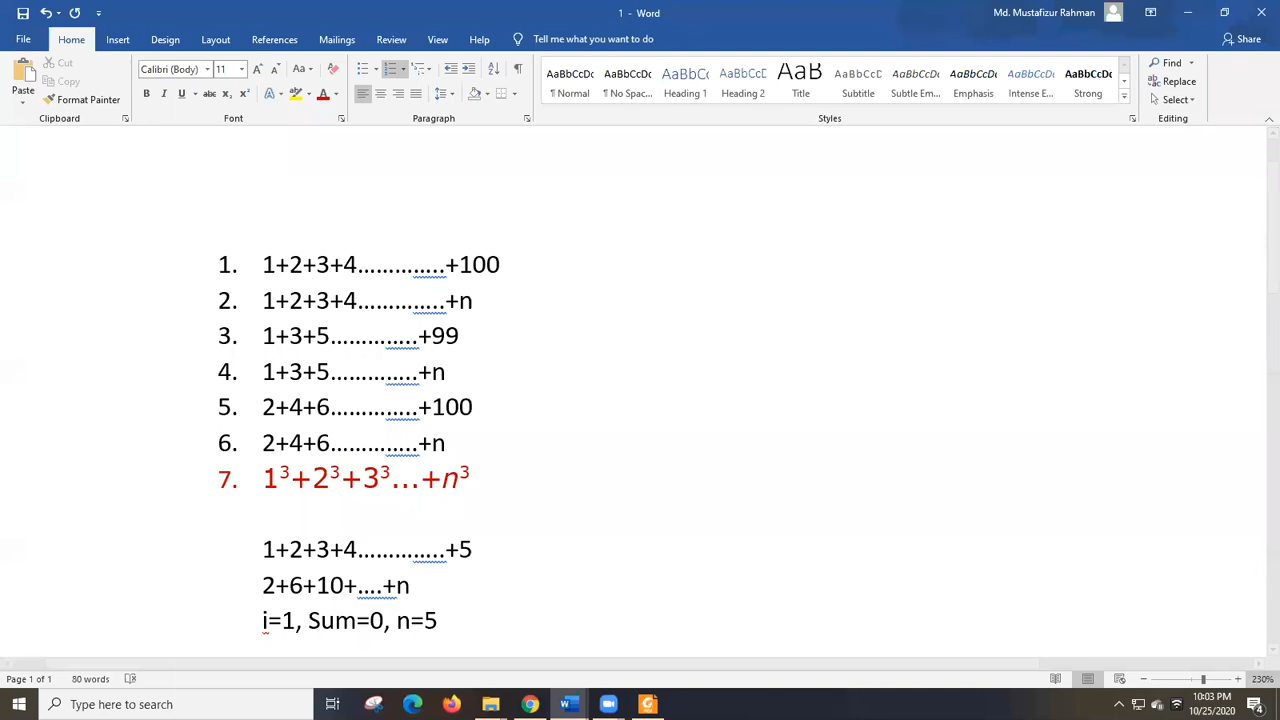 1 - Word
Md. Mustafizur Rahman
File Home Insert Design Layout References Mailings Review View Help Tell me what you want to do Share
Paste
Cut
Copy
Format Painter
Clipboard
Calibri (Body) 11
Font
Paragraph
AaBbCcDc AaBbCcDc AaBbC( AaBbCcD AaB AaBbCcD AaBbCcDc AaBbCcDc AaBbCcDc AaBbCcDc
¶ Normal ¶ No Spac... Heading 1 Heading 2 Title Subtitle Subtle Em... Emphasis Intense E... Strong
Styles
Find
Replace
Select
Editing
1. 1+2+3+4..............+100
2. 1+2+3+4..............+n
3. 1+3+5..............+99
4. 1+3+5..............+n
5. 2+4+6..............+100
6. 2+4+6..............+n
7. 1³+2³+3³...+n³
1+2+3+4..............+5
2+6+10+....+n
i=1, Sum=0, n=5
Page 1 of 1 80 words 230%
Type here to search
10:03 PM
10/25/2020
4